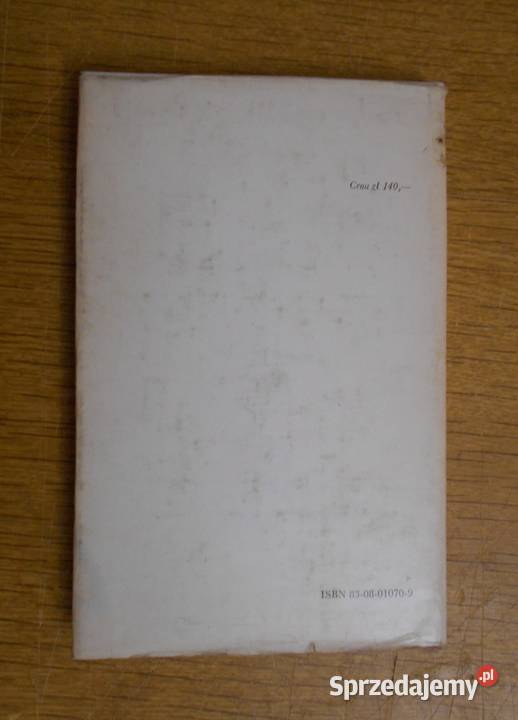 Cena zł 140,—
ISBN 83-08-01070-9
Sprzedajemy.pl